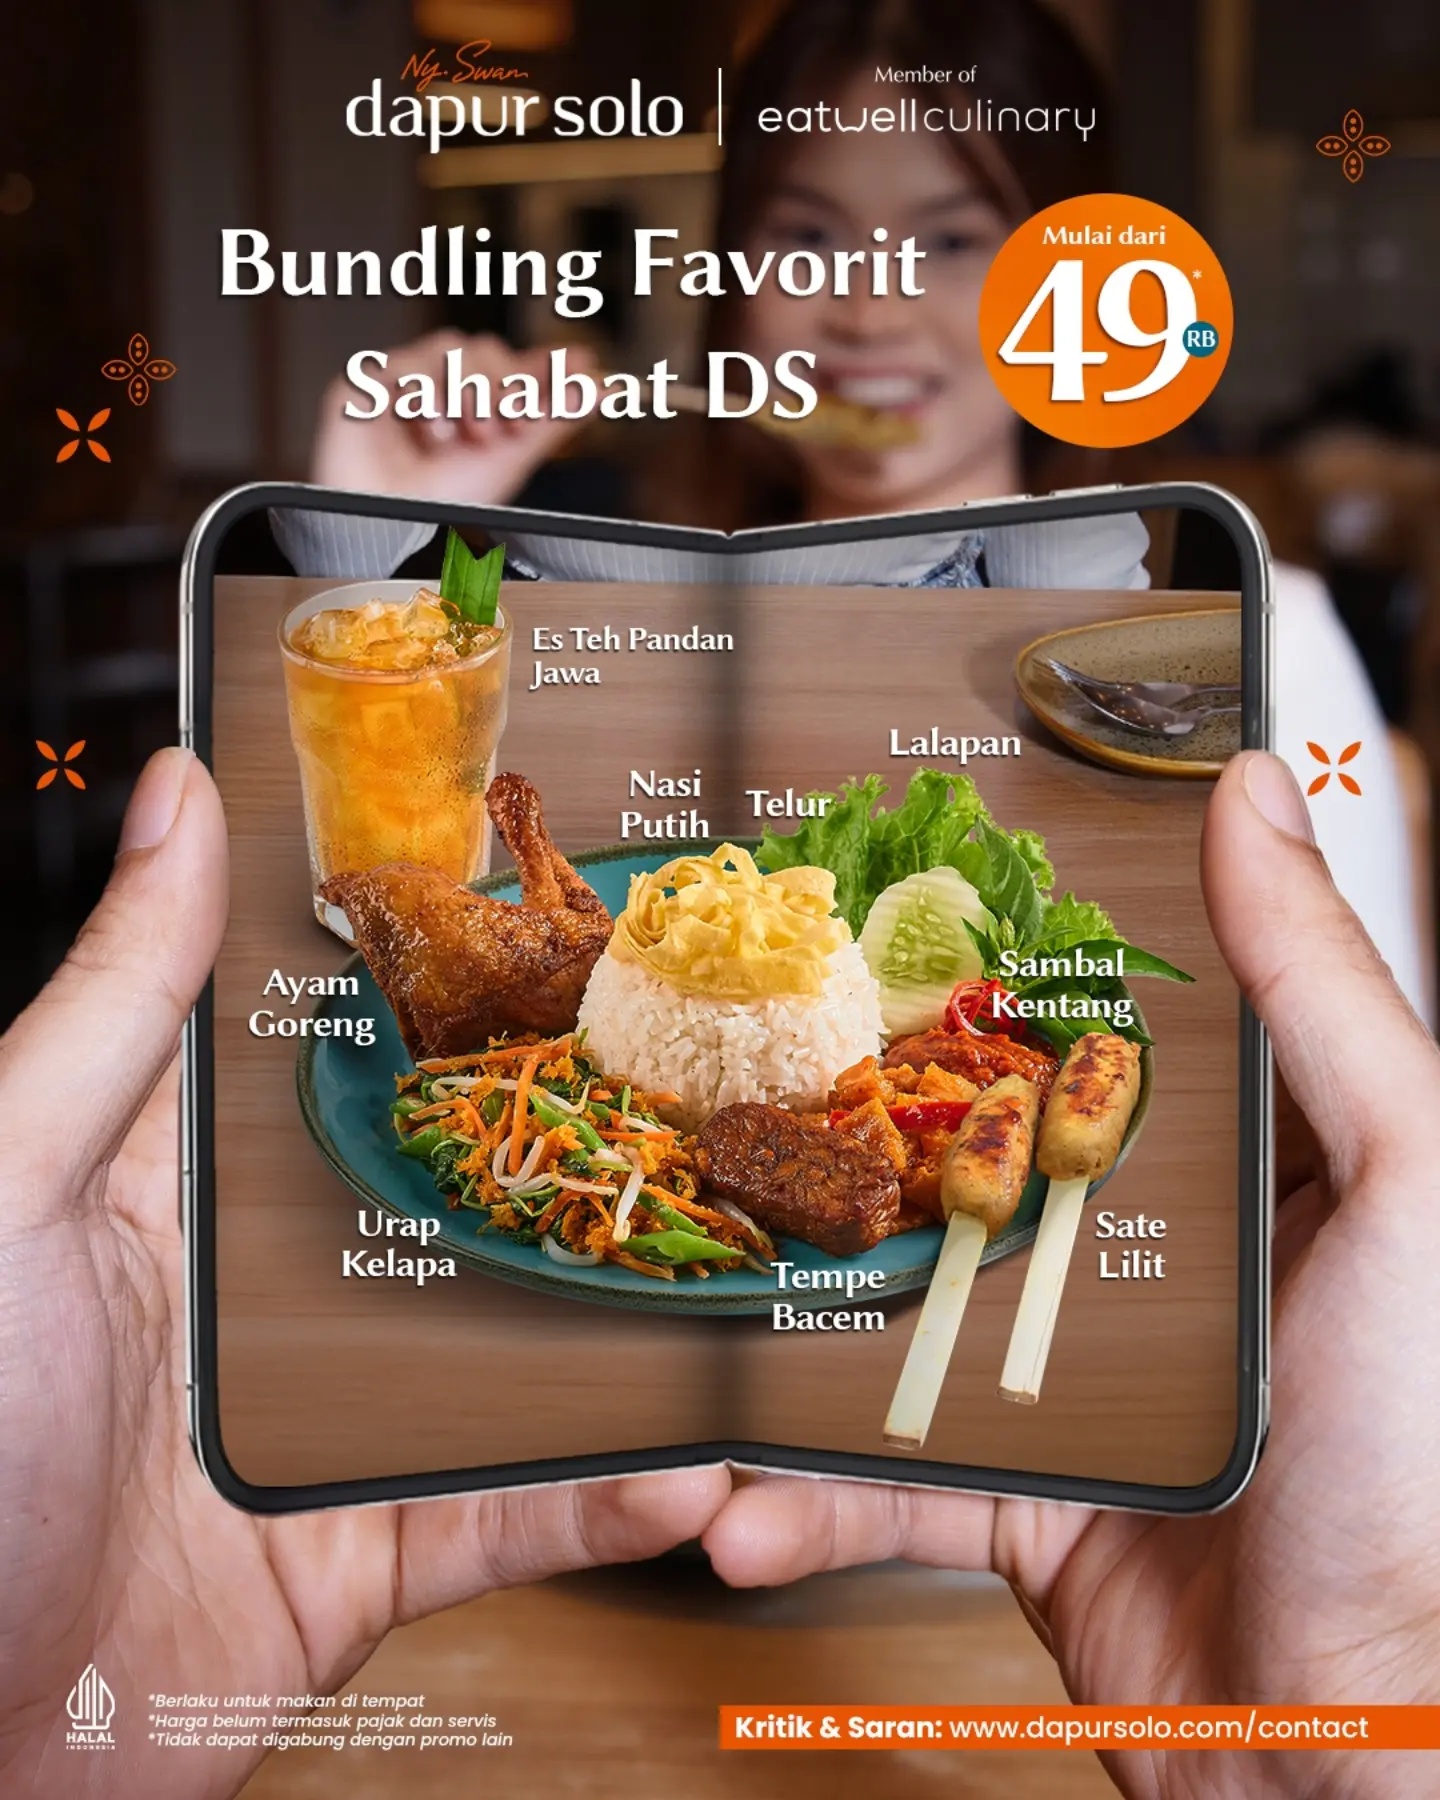 Ny. Swan
dapur solo
Member of
eatwellculinary
Bundling Favorit
Sahabat DS
Mulai dari
49*
RB
Es Teh Pandan
Jawa
Lalapan
Nasi
Putih
Telur
Ayam
Goreng
Sambal
Kentang
Urap
Kelapa
Tempe
Bacem
Sate
Lilit
HALAL
INDONESIA
*Berlaku untuk makan di tempat
*Harga belum termasuk pajak dan servis
*Tidak dapat digabung dengan promo lain
Kritik & Saran: www.dapursolo.com/contact